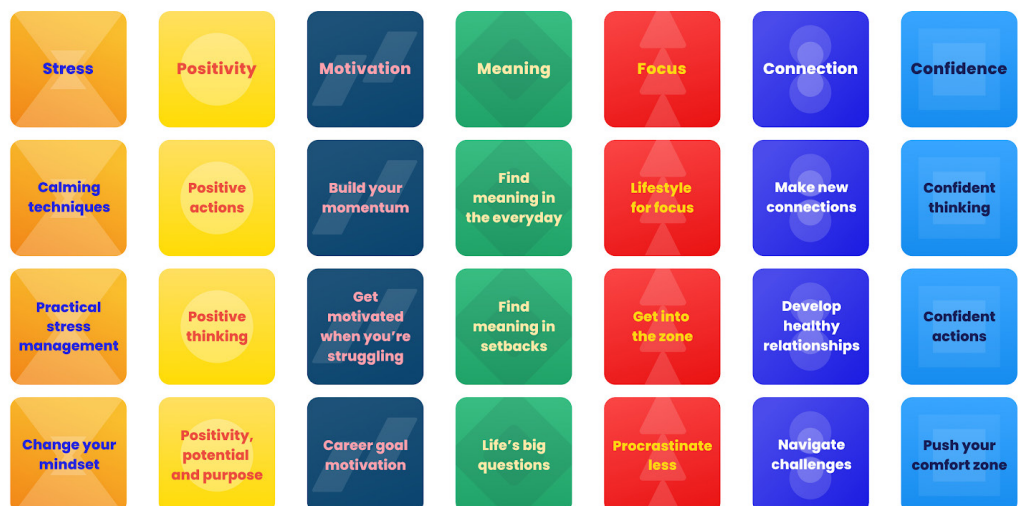 Stress
Positivity
Motivation
Meaning
Focus
Connection
Confidence
Calming
techniques
Positive
actions
Build your
momentum
Find
meaning in
the everyday
Lifestyle
for focus
Make new
connections
Confident
thinking
Practical
stress
management
Positive
thinking
Get
motivated
when you’re
struggling
Find
meaning in
setbacks
Get into
the zone
Develop
healthy
relationships
Confident
actions
Change your
mindset
Positivity,
potential
and purpose
Career goal
motivation
Life’s big
questions
Procrastinate
less
Navigate
challenges
Push your
comfort zone